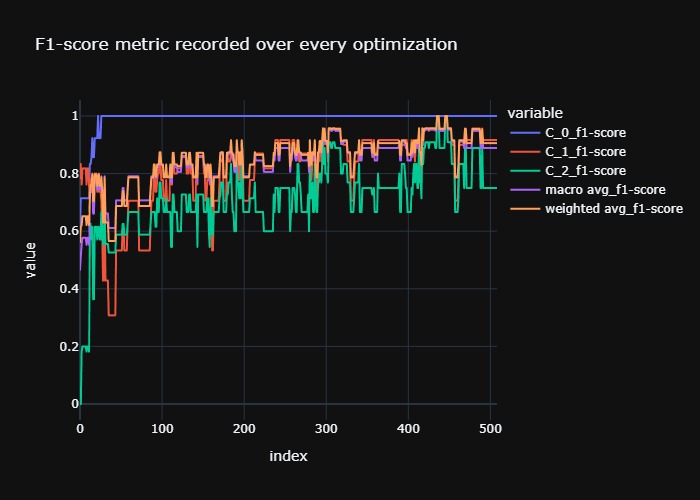 F1-score metric recorded over every optimization
variable
C_0_f1-score
C_1_f1-score
C_2_f1-score
macro avg_f1-score
weighted avg_f1-score
value
1
0.8
0.6
0.4
0.2
0
0 100 200 300 400 500
index